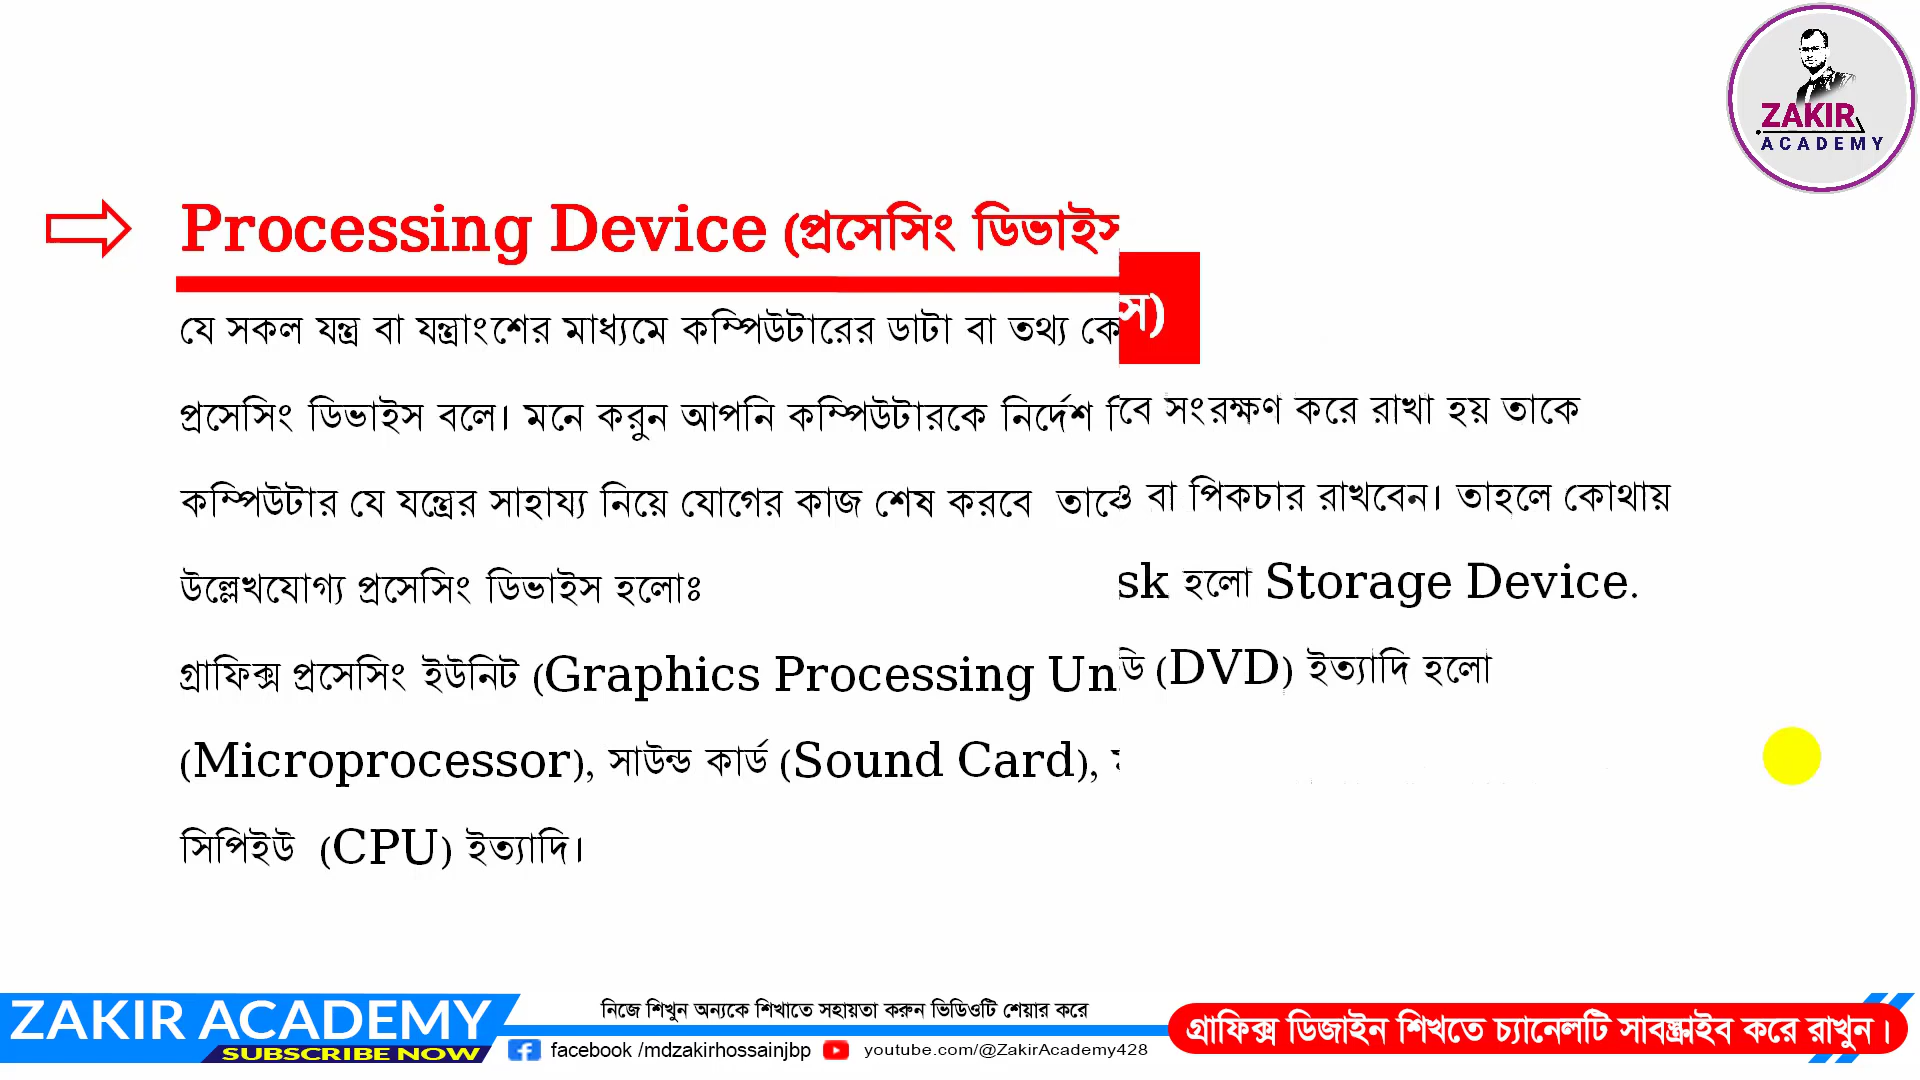 ZAKIR
ACADEMY
Processing Device (প্রসেসিং ডিভাইস
স)
যে সকল যন্ত্র বা যন্ত্রাংশের মাধ্যমে কম্পিউটারের ডাটা বা তথ্য কে
প্রসেসিং ডিভাইস বলে। মনে করুন আপনি কম্পিউটারকে নির্দেশ বে সংরক্ষণ করে রাখা হয় তাকে
কম্পিউটার যে যন্ত্রের সাহায্য নিয়ে যোগের কাজ শেষ করবে তাকে ও বা পিকচার রাখবেন। তাহলে কোথায়
উল্লেখযোগ্য প্রসেসিং ডিভাইস হলোঃ sk হলো Storage Device.
গ্রাফিক্স প্রসেসিং ইউনিট (Graphics Processing Un ডি (DVD) ইত্যাদি হলো
(Microprocessor), সাউন্ড কার্ড (Sound Card),
সিপিইউ (CPU) ইত্যাদি।
ZAKIR ACADEMY
SUBSCRIBE NOW
নিজে শিখুন অন্যকে শিখাতে সহায়তা করুন ভিডিওটি শেয়ার করে
facebook /mdzakirhossainjbp youtube.com/@ZakirAcademy428
গ্রাফিক্স ডিজাইন শিখতে চ্যানেলটি সাবস্ক্রাইব করে রাখুন।